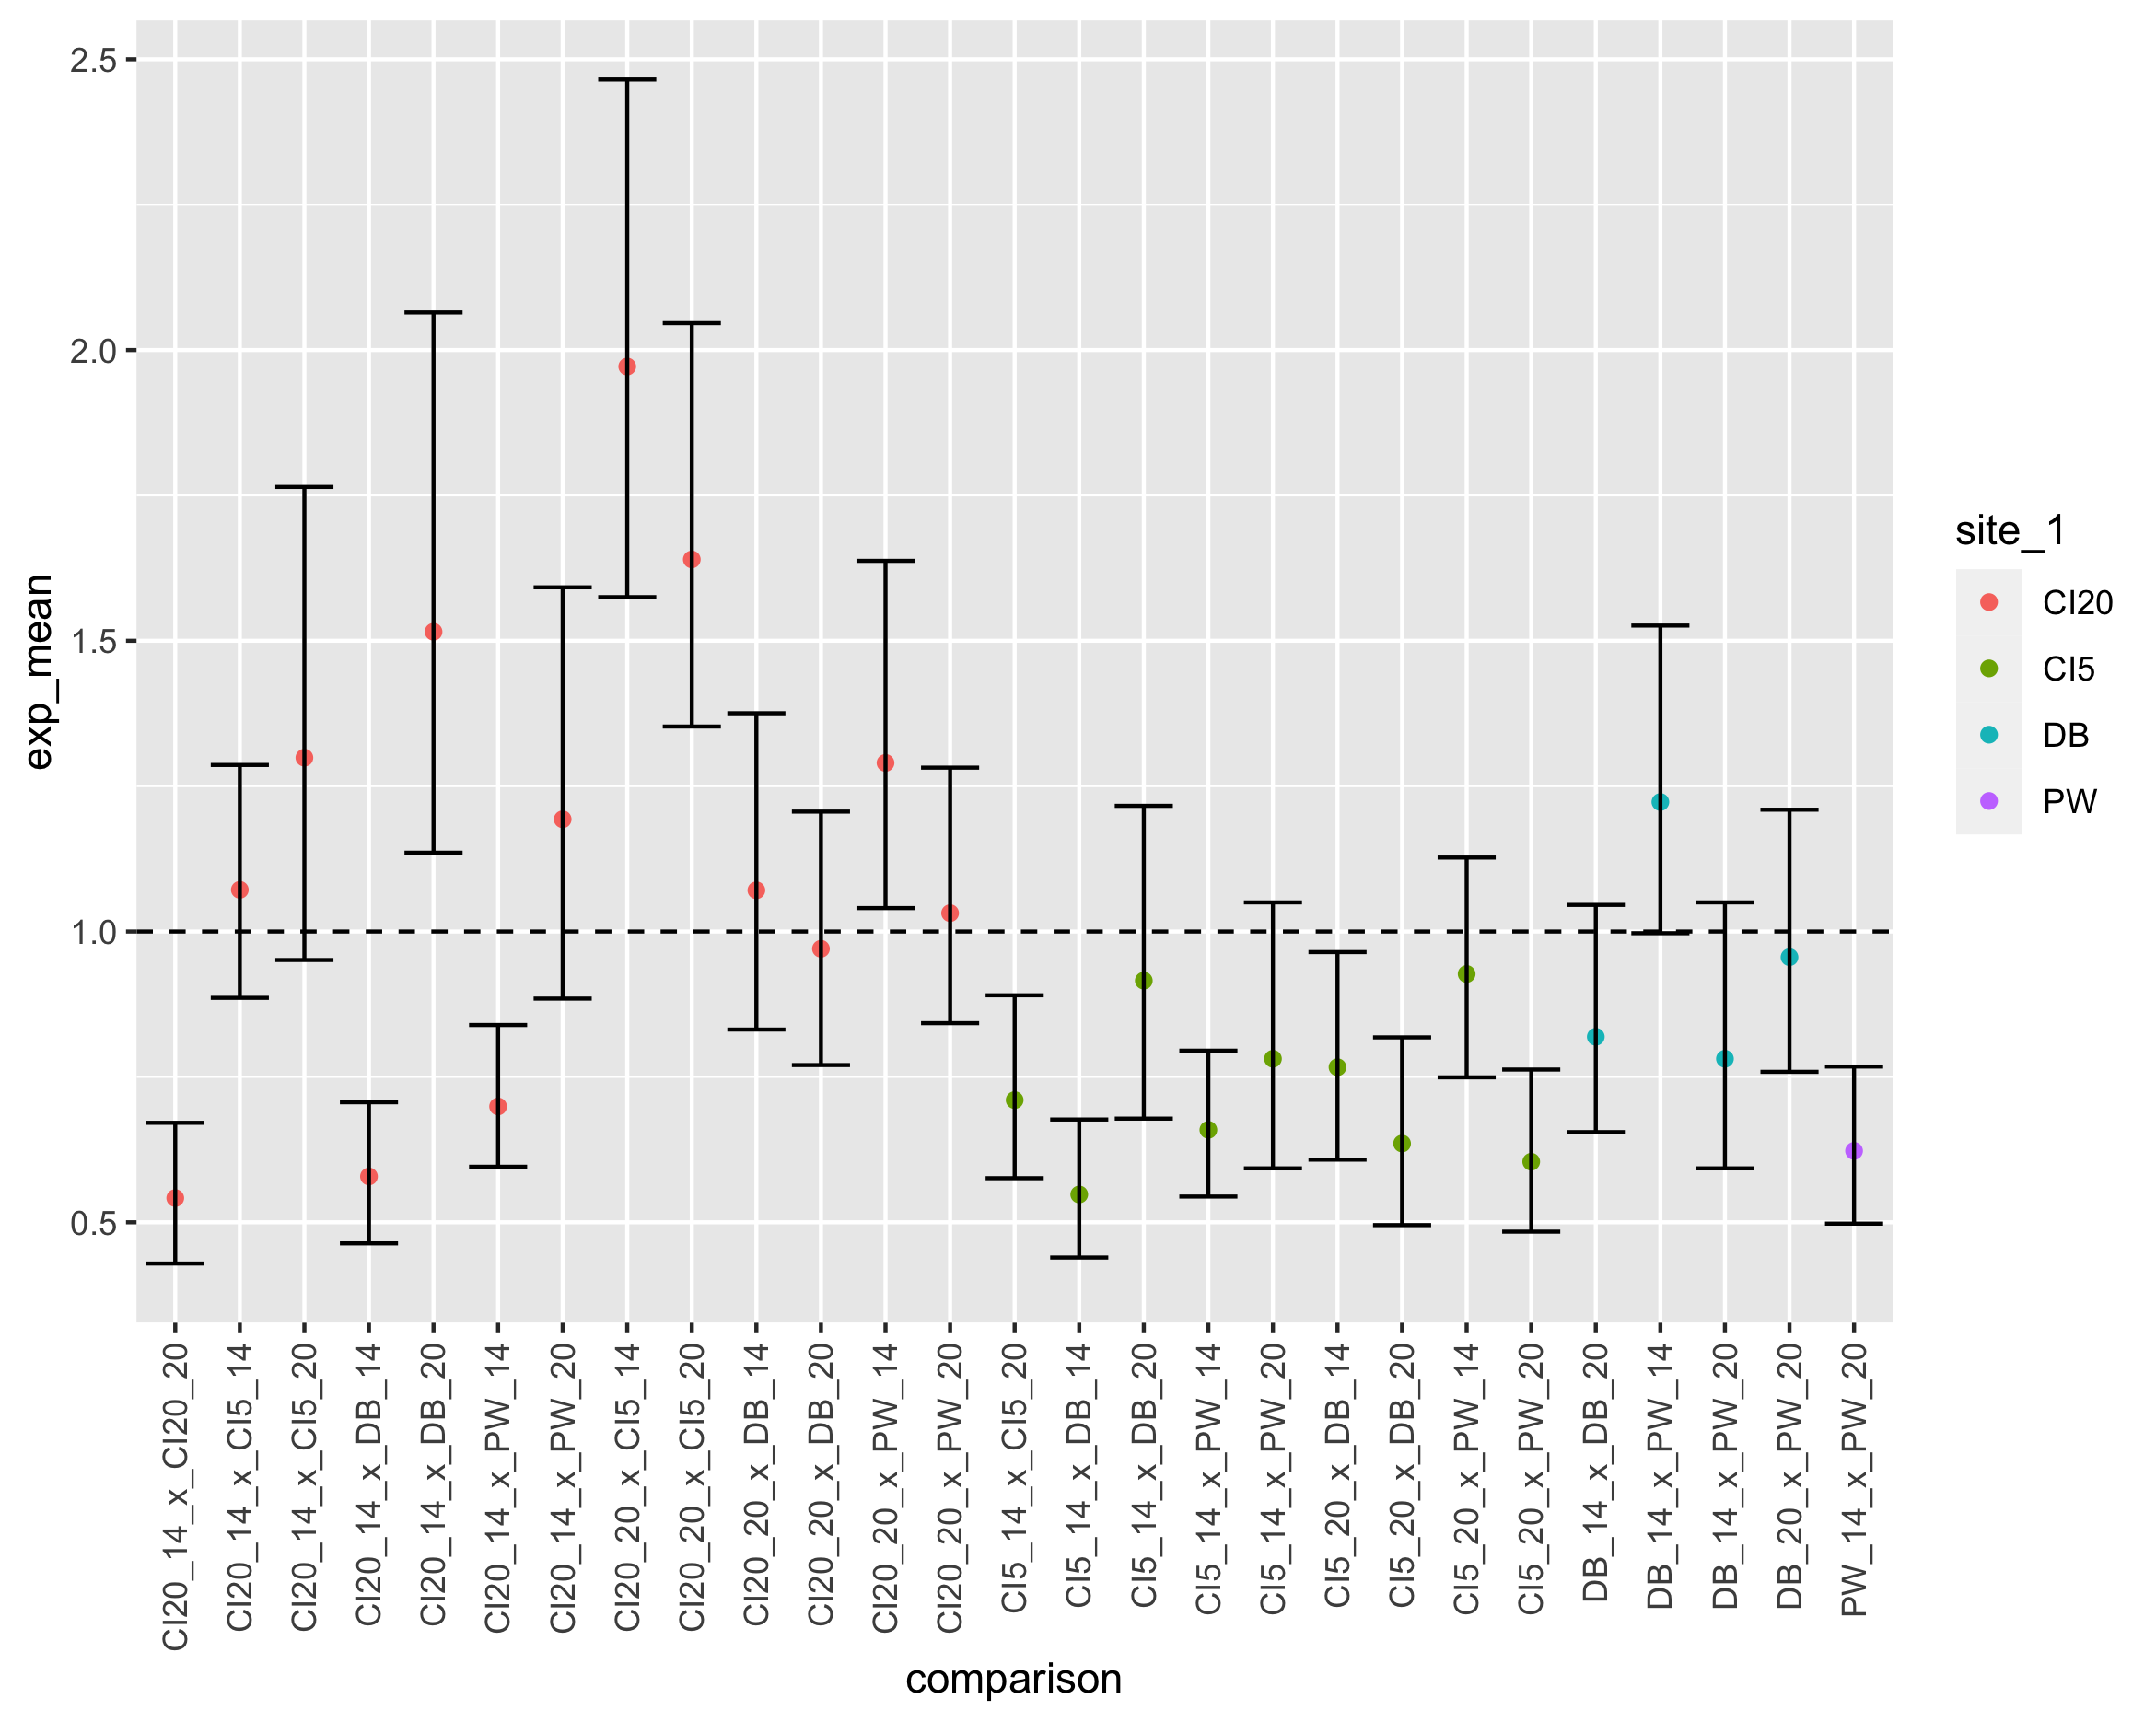 exp_mean
2.5
2.0
1.5
1.0
0.5
CI20_14_x_CI20_20
CI20_14_x_CI5_14
CI20_14_x_CI5_20
CI20_14_x_DB_14
CI20_14_x_DB_20
CI20_14_x_PW_14
CI20_14_x_PW_20
CI20_20_x_CI5_14
CI20_20_x_CI5_20
CI20_20_x_DB_14
CI20_20_x_DB_20
CI20_20_x_PW_14
CI20_20_x_PW_20
CI5_14_x_CI5_20
CI5_14_x_DB_14
CI5_14_x_DB_20
CI5_14_x_PW_14
CI5_14_x_PW_20
CI5_20_x_DB_14
CI5_20_x_DB_20
CI5_20_x_PW_14
CI5_20_x_PW_20
DB_14_x_DB_20
DB_14_x_PW_14
DB_14_x_PW_20
DB_20_x_PW_20
PW_14_x_PW_20
comparison
site_1
CI20
CI5
DB
PW